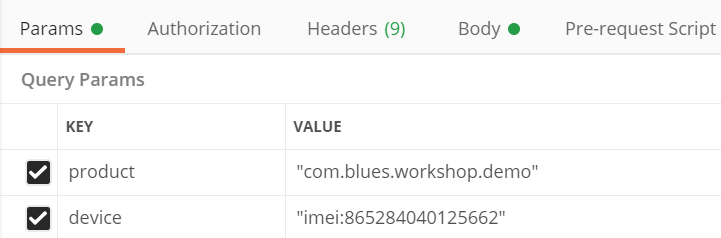 Params Authorization Headers (9) Body Pre-request Script
Query Params
KEY VALUE
product "com.blues.workshop.demo"
device "imei:865284040125662"